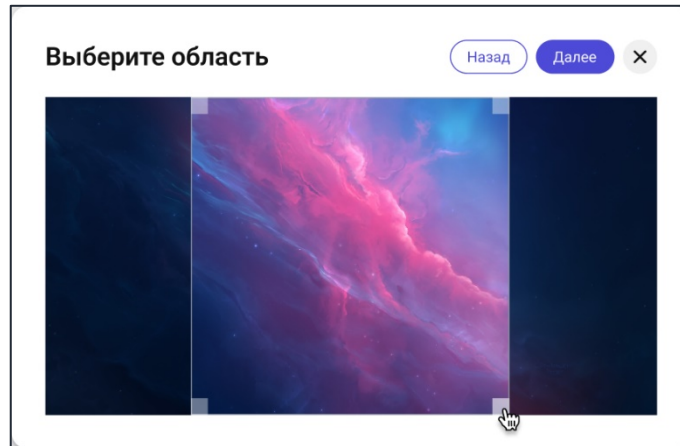 Выберите область
Назад
Далее